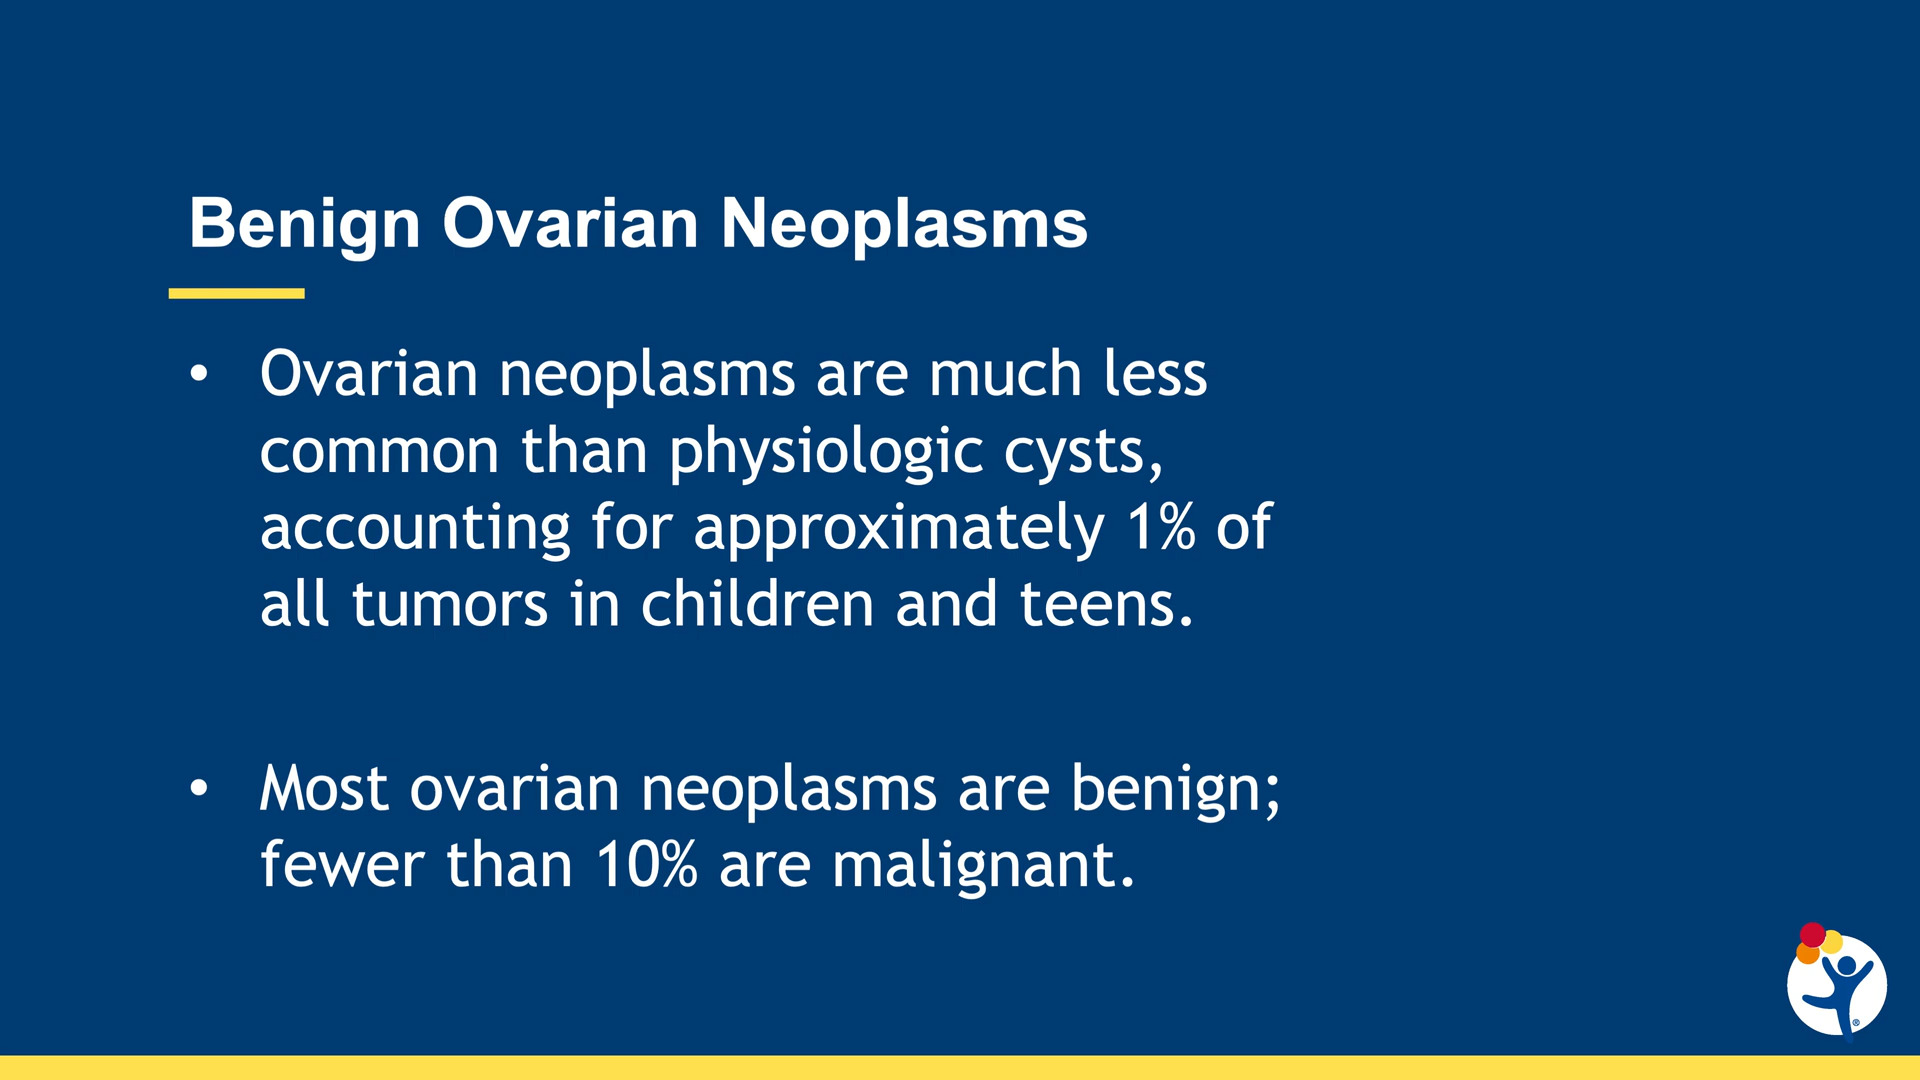 Benign Ovarian Neoplasms
• Ovarian neoplasms are much less
common than physiologic cysts,
accounting for approximately 1% of
all tumors in children and teens.
• Most ovarian neoplasms are benign;
fewer than 10% are malignant.
®